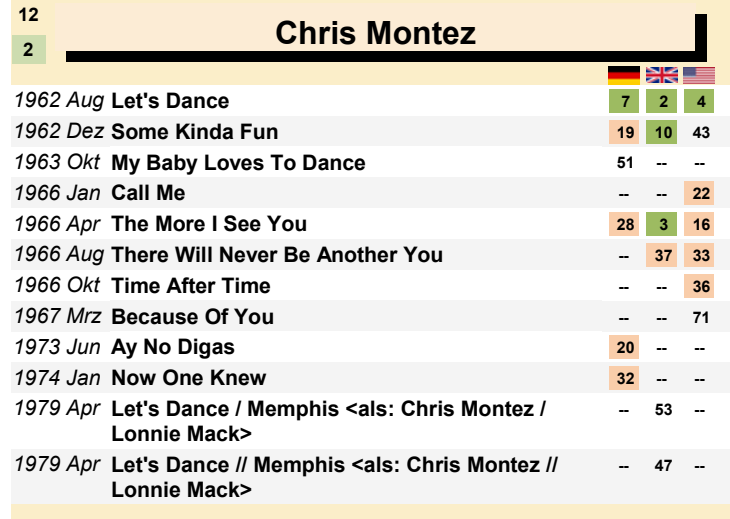 12
Chris Montez
2
1962 Aug Let's Dance 7 2 4
1962 Dez Some Kinda Fun 19 10 43
1963 Okt My Baby Loves To Dance 51 -- --
1966 Jan Call Me -- -- 22
1966 Apr The More I See You 28 3 16
1966 Aug There Will Never Be Another You -- 37 33
1966 Okt Time After Time -- -- 36
1967 Mrz Because Of You -- -- 71
1973 Jun Ay No Digas 20 -- --
1974 Jan Now One Knew 32 -- --
1979 Apr Let's Dance / Memphis <als: Chris Montez / -- 53 --
Lonnie Mack>
1979 Apr Let's Dance // Memphis <als: Chris Montez // -- 47 --
Lonnie Mack>